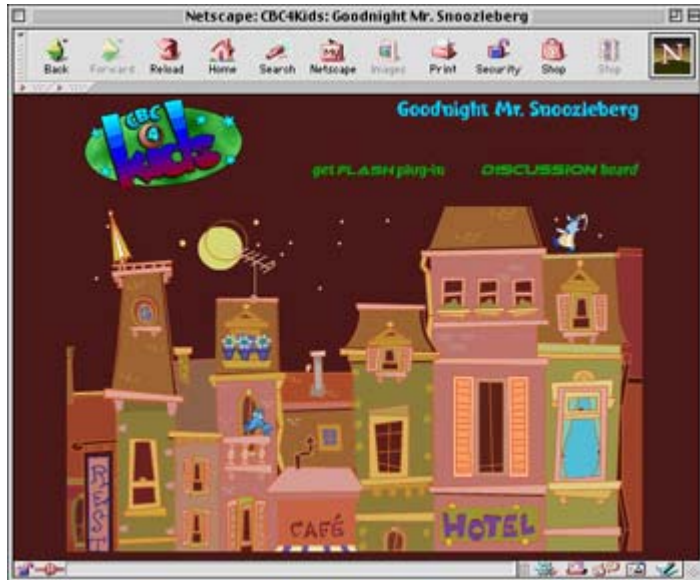 Netscape: CBC4Kids: Goodnight Mr. Snoozleberg
Back Forward Reload Home Search Netscape Images Print Security Shop Stop
N
CBC
4
kids
Goodnight Mr. Snoozleberg
get FLASH plug-in DISCUSSION board
REST
CAFÉ
HOTEL